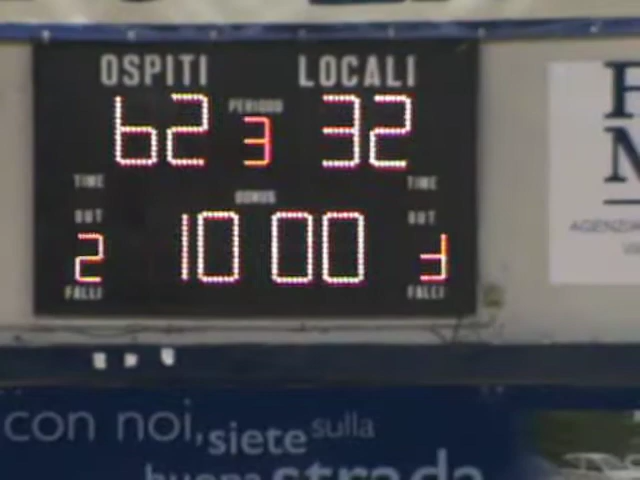 OSPITI LOCALI
PERIODO
62 3 32
TIME TIME
BONUS
OUT OUT
2 10 00 3
FALLI FALLI
F
M
AGENZIA
con noi, siete sulla
buona strada